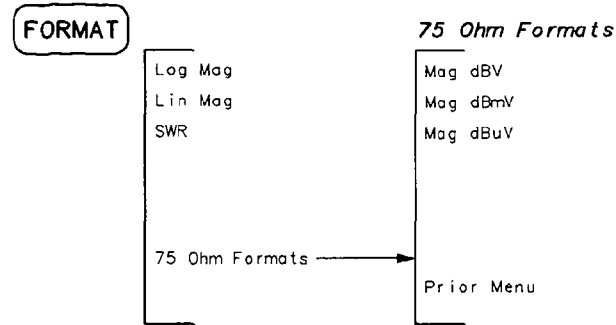 FORMAT
Log Mag
Lin Mag
SWR
75 Ohm Formats
75 Ohm Formats
Mag dBV
Mag dBmV
Mag dBuV
Prior Menu